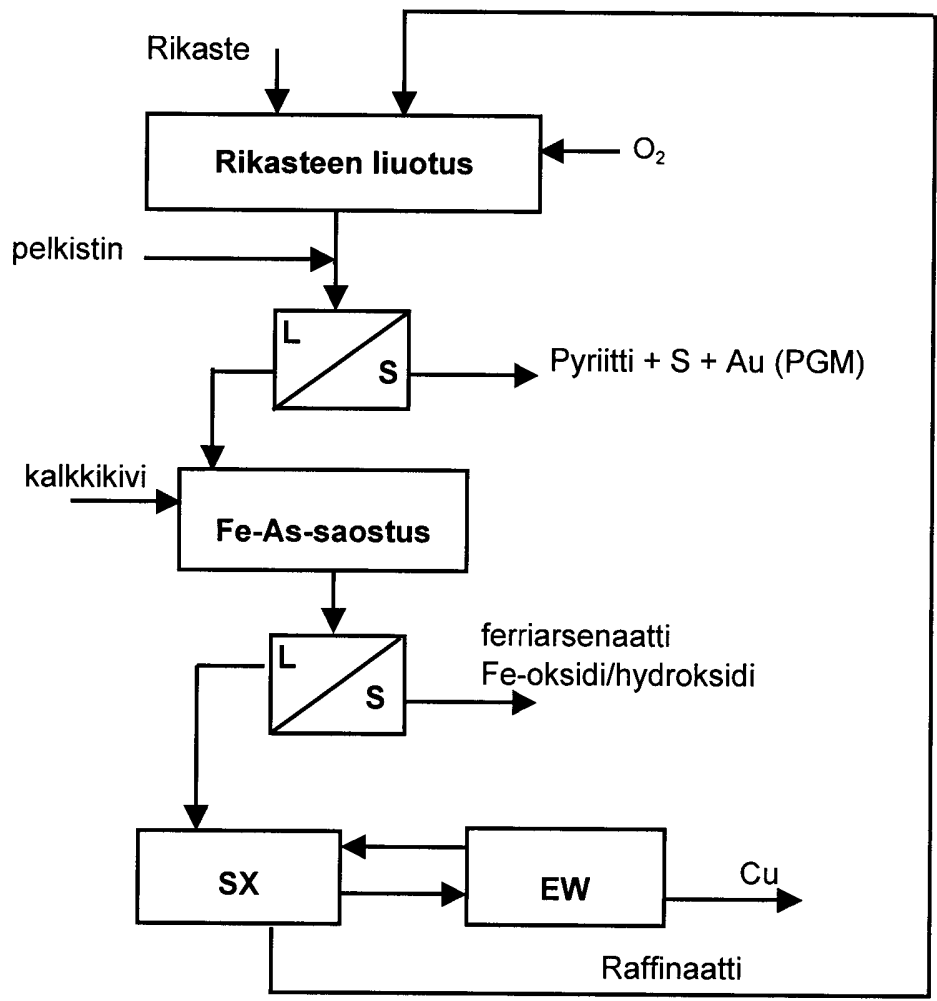 Rikaste
Rikasteen liuotus
O₂
pelkistin
L
S
Pyriitti + S + Au (PGM)
kalkkikivi
Fe-As-saostus
L
S
ferriarsenaatti
Fe-oksidi/hydroksidi
SX
EW
Cu
Raffinaatti